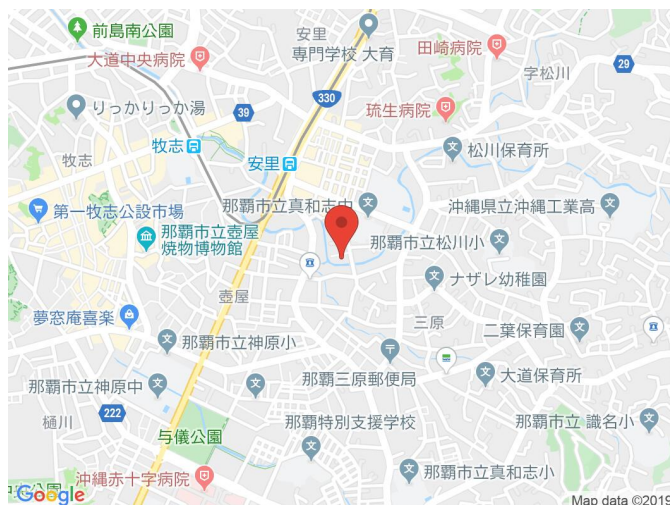 前島南公園
安里
専門学校 大育
田崎病院
大道中央病院
字松川
29
330
りっかりっか湯
琉生病院
39
牧志
松川保育所
牧志
安里
第一牧志公設市場
那覇市立真和志中
沖縄県立沖縄工業高
那覇市立壺屋
焼物博物館
那覇市立松川小
ナザレ幼稚園
壺屋
夢窓庵喜楽
三原
二葉保育園
那覇市立神原小
那覇三原郵便局
大道保育所
那覇市立神原中
222
樋川
那覇特別支援学校
那覇市立 識名小
与儀公園
沖縄赤十字病院
那覇市立真和志小
Google
Map data ©2019